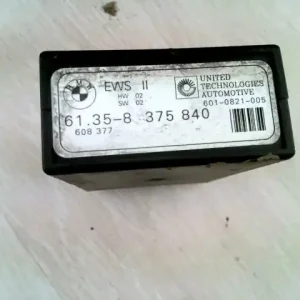 BMW
EWS II
HW 02
SW 02
UNITED
TECHNOLOGIES
AUTOMOTIVE
601-0821-005
61.35-8 375 840
608 377